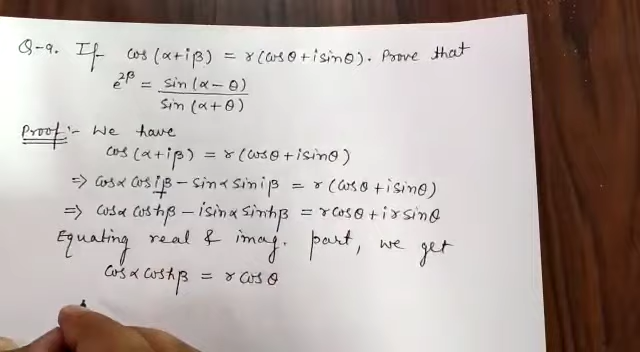 Q-9. If cos(α+iβ) = r(cosθ+isinθ). Prove that
e^2β = sin(α-θ) / sin(α+θ)
Proof:- We have
cos(α+iβ) = r(cosθ+isinθ)
⇒ cosα cosiβ - sinα siniβ = r(cosθ+isinθ)
⇒ cosα coshβ - isinα sinhβ = rcosθ+irsinθ
Equating real & imag. part, we get
cosα coshβ = r cosθ